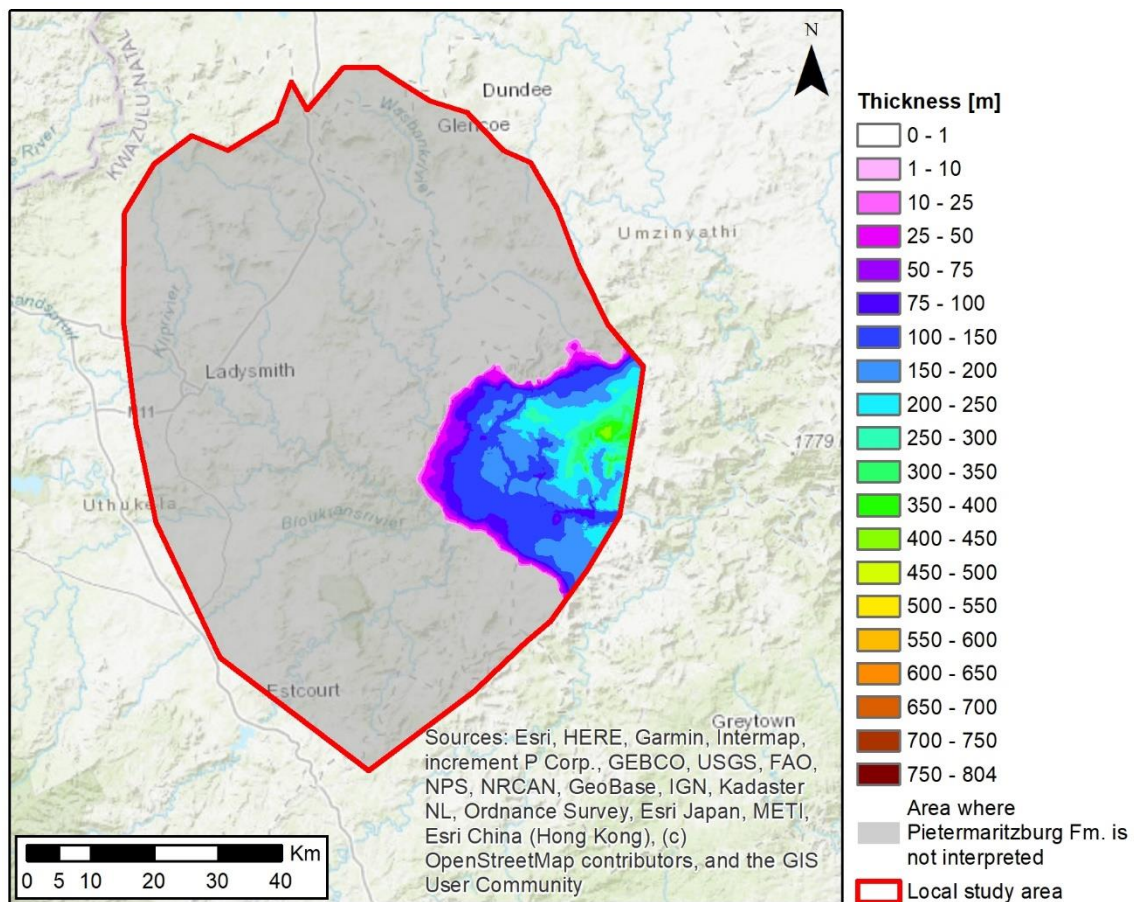 N
Dundee
Glencoe
KWAZULU-NATAL
Wasbankrivier
Umzinyathi
Kliprivier
Ladysmith
N11
1779
Uthukela
Bloukransrivier
Estcourt
Greytown
Sources: Esri, HERE, Garmin, Intermap,
increment P Corp., GEBCO, USGS, FAO,
NPS, NRCAN, GeoBase, IGN, Kadaster
NL, Ordnance Survey, Esri Japan, METI,
Esri China (Hong Kong), (c)
OpenStreetMap contributors, and the GIS
User Community
Km
0 5 10 20 30 40
Thickness [m]
0 - 1
1 - 10
10 - 25
25 - 50
50 - 75
75 - 100
100 - 150
150 - 200
200 - 250
250 - 300
300 - 350
350 - 400
400 - 450
450 - 500
500 - 550
550 - 600
600 - 650
650 - 700
700 - 750
750 - 804
Area where
Pietermaritzburg Fm. is
not interpreted
Local study area